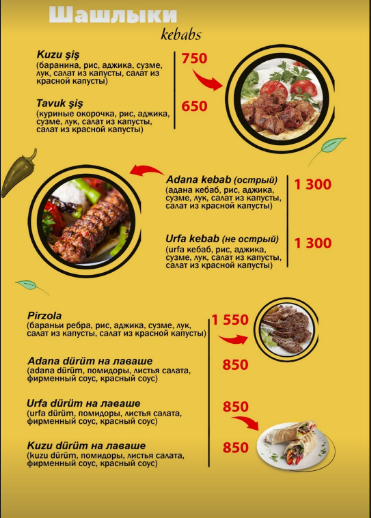 Шашлыки
kebabs
Kuzu şiş
750
(баранина, рис, аджика, сузме,
лук, салат из капусты, салат из
красной капусты)
Tavuk şiş
650
(куриные окорочка, рис, аджика,
сузме, лук, салат из капусты,
салат из красной капусты)
Adana kebab (острый)
1 300
(адана кебаб, рис, аджика,
сузме, лук, салат из капусты,
салат из красной капусты)
Urfa kebab (не острый)
1 300
(urfa кебаб, рис, аджика,
сузме, лук, салат из капусты,
салат из красной капусты)
Pirzola
1 550
(бараньи ребра, рис, аджика, сузме, лук,
салат из капусты, салат из красной капусты)
Adana dürüm на лаваше
850
(adana dürüm, помидоры, листья салата,
фирменный соус, красный соус)
Urfa dürüm на лаваше
850
(urfa dürüm, помидоры, листья салата,
фирменный соус, красный соус)
Kuzu dürüm на лаваше
850
(kuzu dürüm, помидоры, листья салата,
фирменный соус, красный соус)